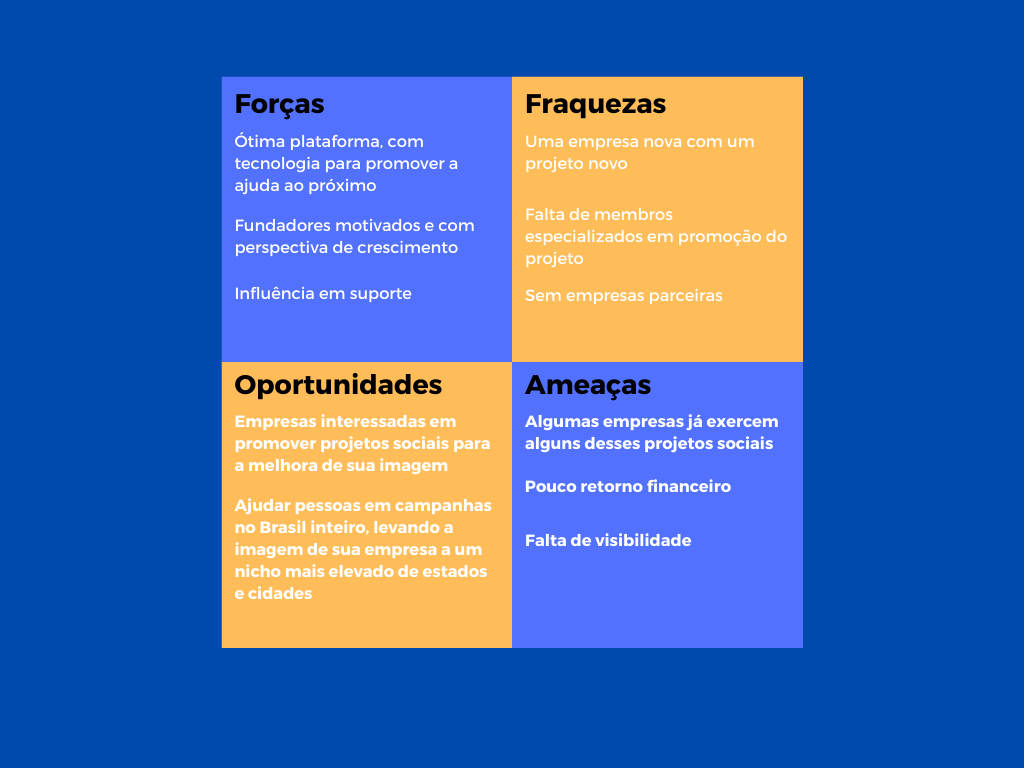 Forças
Ótima plataforma, com
tecnologia para promover a
ajuda ao próximo
Fundadores motivados e com
perspectiva de crescimento
Influência em suporte
Fraquezas
Uma empresa nova com um
projeto novo
Falta de membros
especializados em promoção do
projeto
Sem empresas parceiras
Oportunidades
Empresas interessadas em
promover projetos sociais para
a melhora de sua imagem
Ajudar pessoas em campanhas
no Brasil inteiro, levando a
imagem de sua empresa a um
nicho mais elevado de estados
e cidades
Ameaças
Algumas empresas já exercem
alguns desses projetos sociais
Pouco retorno financeiro
Falta de visibilidade